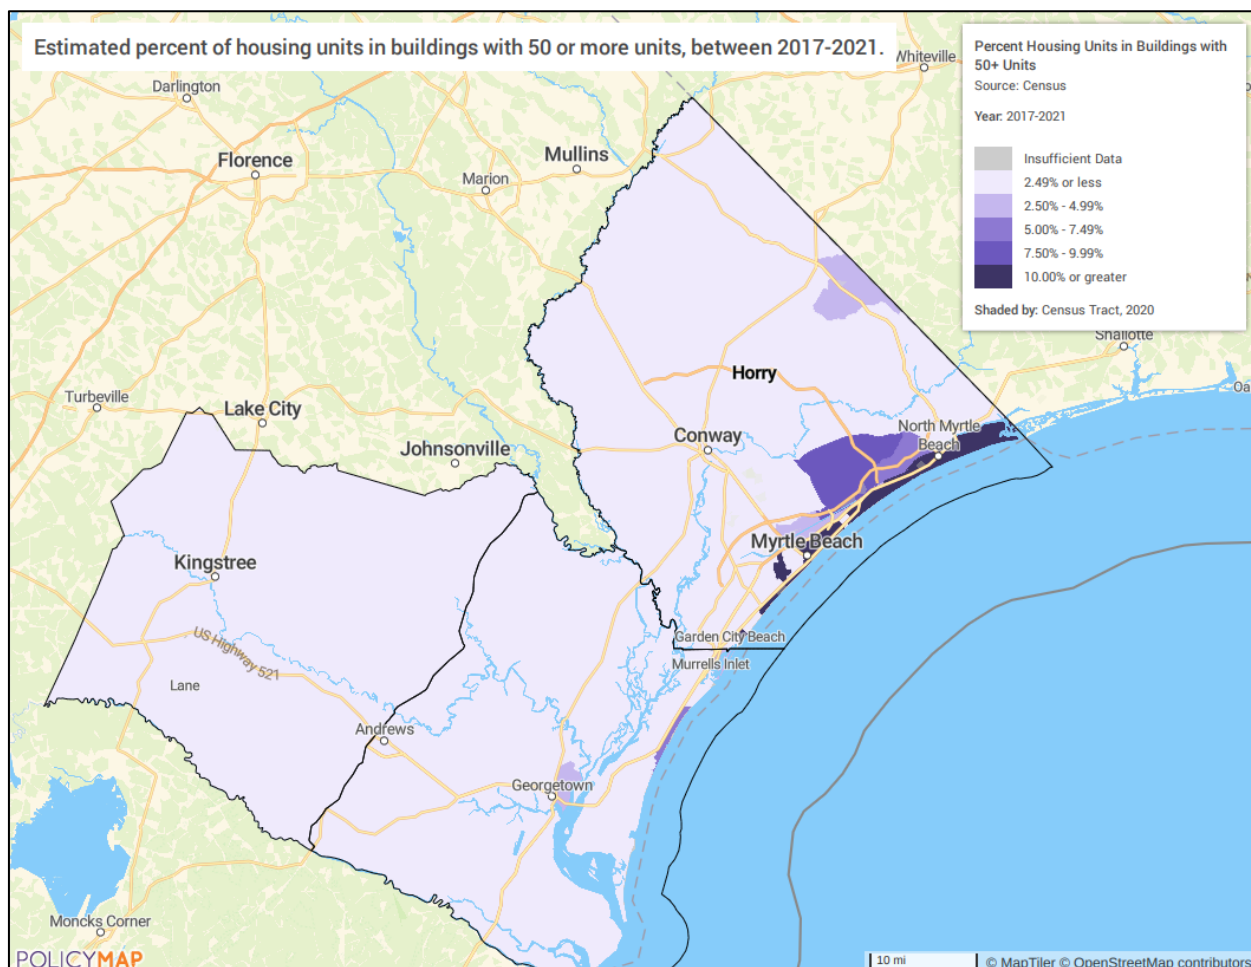 Estimated percent of housing units in buildings with 50 or more units, between 2017-2021.
Percent Housing Units in Buildings with
50+ Units
Source: Census
Year: 2017-2021
Insufficient Data
2.49% or less
2.50% - 4.99%
5.00% - 7.49%
7.50% - 9.99%
10.00% or greater
Shaded by: Census Tract, 2020
Whiteville
Darlington
Florence
Mullins
Marion
Shallotte
Horry
Turbeville
Lake City
North Myrtle
Beach
Conway
Johnsonville
Myrtle Beach
Kingstree
US Highway 521
Garden City Beach
Murrells Inlet
Lane
Andrews
Georgetown
Moncks Corner
POLICYMAP
10 mi
© MapTiler © OpenStreetMap contributors